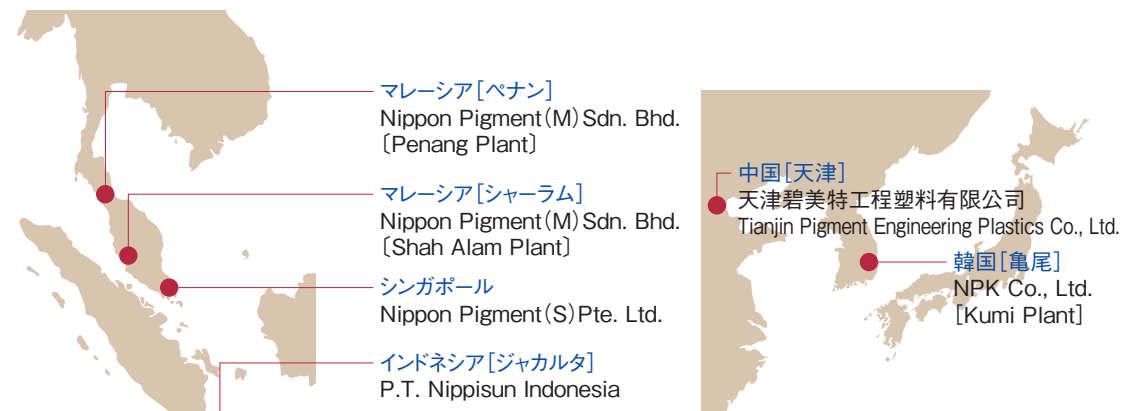 マレーシア[ペナン]
Nippon Pigment(M)Sdn. Bhd.
〔Penang Plant〕
マレーシア[シャーラム]
Nippon Pigment(M)Sdn. Bhd.
〔Shah Alam Plant〕
シンガポール
Nippon Pigment(S)Pte. Ltd.
インドネシア[ジャカルタ]
P.T. Nippisun Indonesia
中国[天津]
天津碧美特工程塑料有限公司
Tianjin Pigment Engineering Plastics Co., Ltd.
韓国[亀尾]
NPK Co., Ltd.
[Kumi Plant]